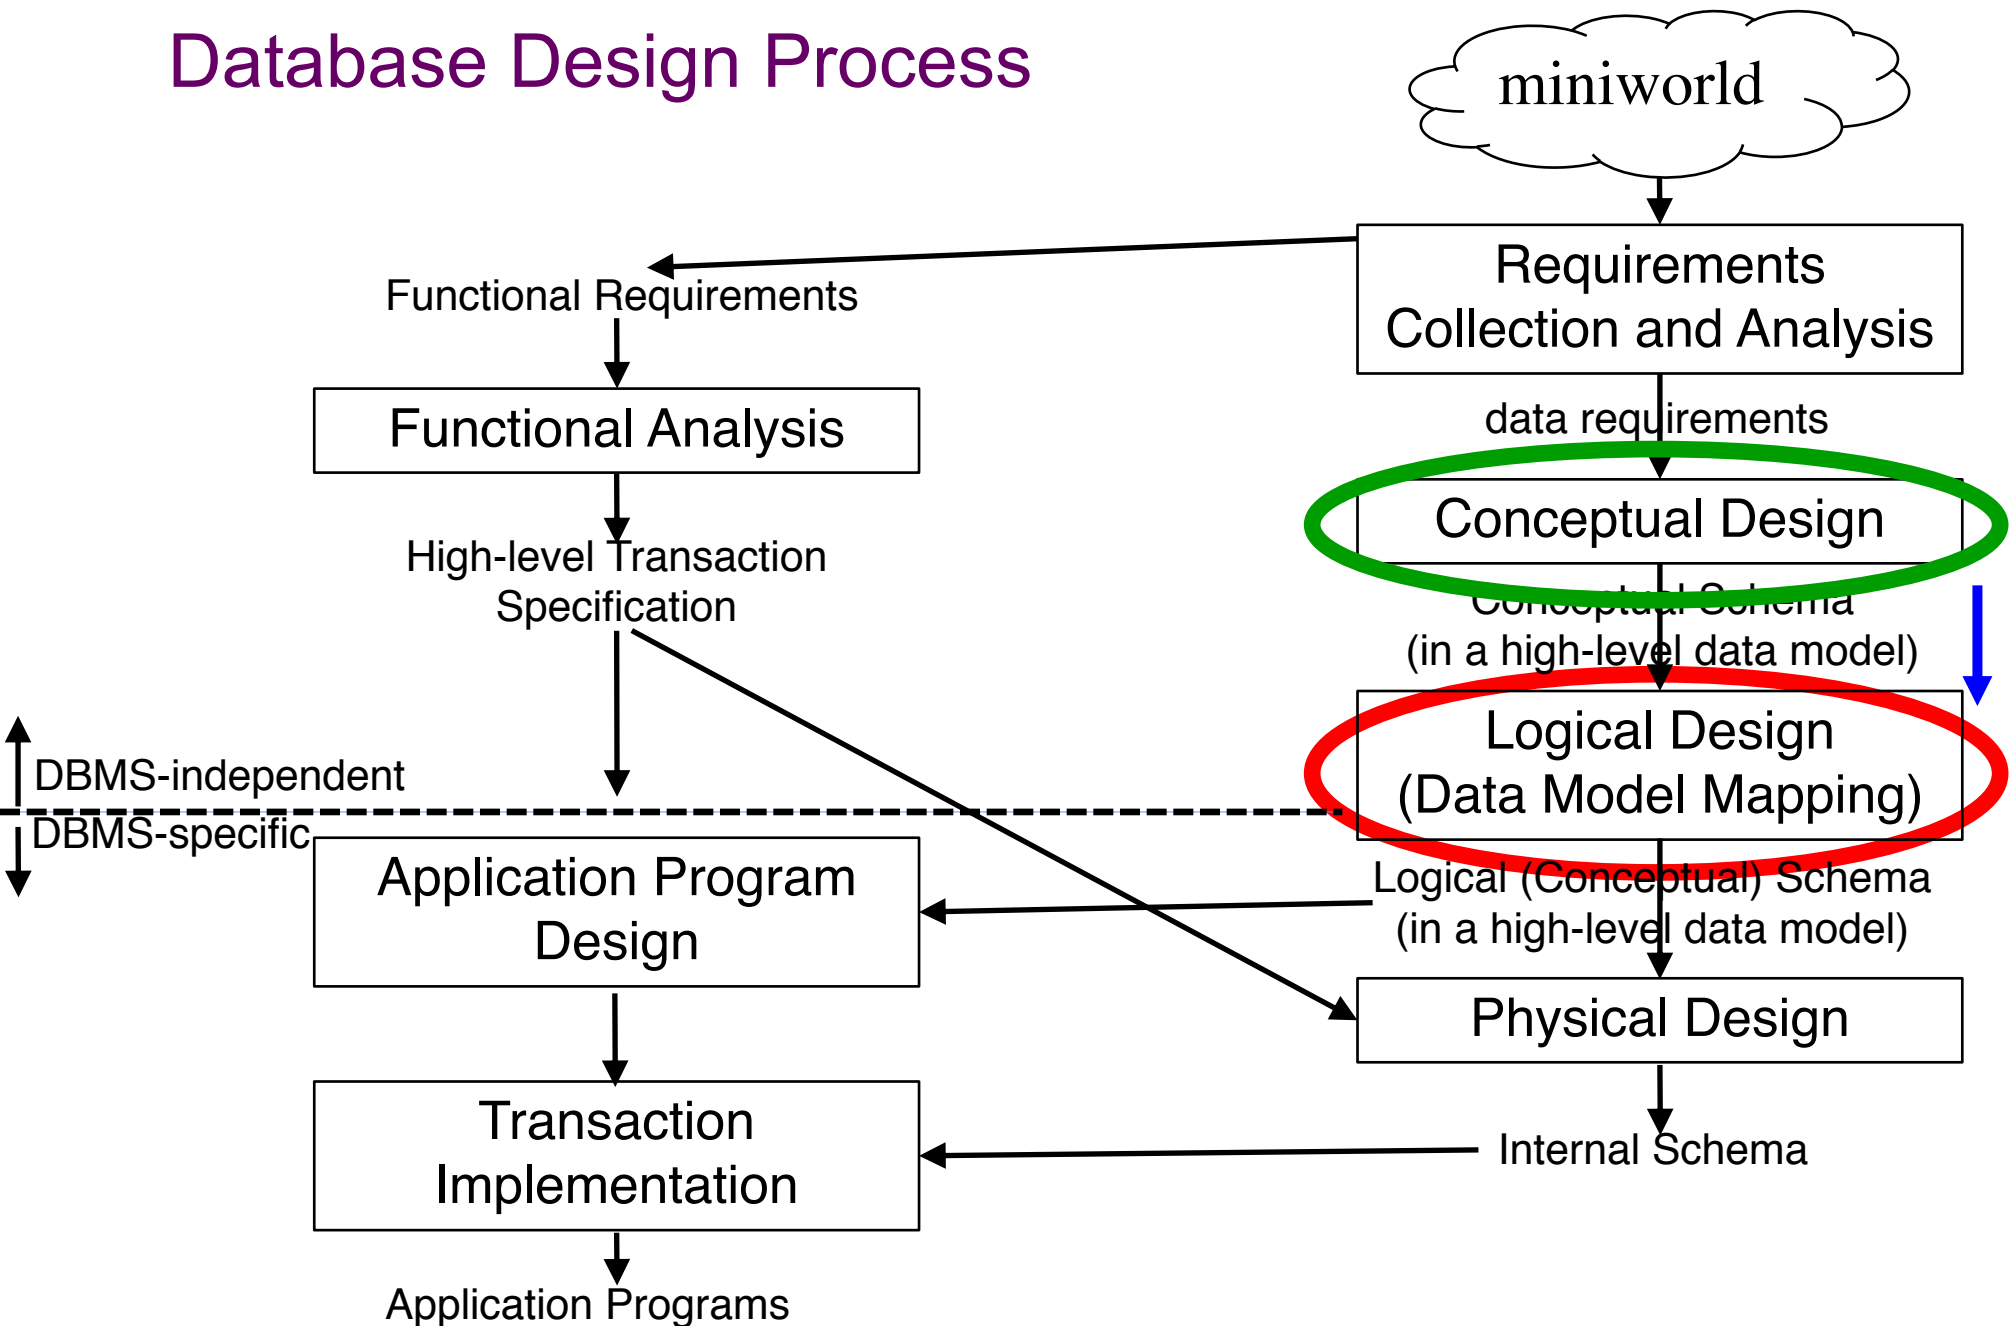 Database Design Process
miniworld
Requirements
Collection and Analysis
Functional Requirements
data requirements
Functional Analysis
Conceptual Design
High-level Transaction
Specification
Conceptual Schema
(in a high-level data model)
Logical Design
(Data Model Mapping)
DBMS-independent
DBMS-specific
Application Program
Design
Logical (Conceptual) Schema
(in a high-level data model)
Physical Design
Transaction
Implementation
Internal Schema
Application Programs